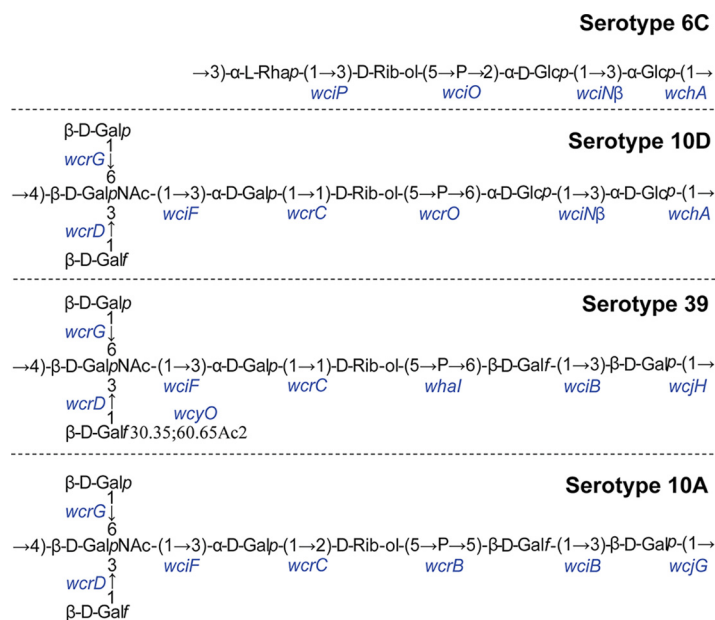 Serotype 6C
→3)-α-L-Rhap-(1→3)-D-Rib-ol-(5→P→2)-α-D-Glcp-(1→3)-α-Glcp-(1→
wciP wciO wciNβ wchA
β-D-Galp
Serotype 10D
1
wcrG ↓
6
→4)-β-D-GalpNAc-(1→3)-α-D-Galp-(1→1)-D-Rib-ol-(5→P→6)-α-D-Glcp-(1→3)-α-D-Glcp-(1→
3 wciF wcrC wcrO wciNβ wchA
wcrD ↑
1
β-D-Galf
Serotype 39
β-D-Galp
1
wcrG ↓
6
→4)-β-D-GalpNAc-(1→3)-α-D-Galp-(1→1)-D-Rib-ol-(5→P→6)-β-D-Galf-(1→3)-β-D-Galp-(1→
3 wciF wcrC whaI wciB wcjH
wcrD ↑
1 wcyO
β-D-Galf30.35;60.65Ac2
Serotype 10A
β-D-Galp
1
wcrG ↓
6
→4)-β-D-GalpNAc-(1→3)-α-D-Galp-(1→2)-D-Rib-ol-(5→P→5)-β-D-Galf-(1→3)-β-D-Galp-(1→
3 wciF wcrC wcrB wciB wcjG
wcrD ↑
1
β-D-Galf